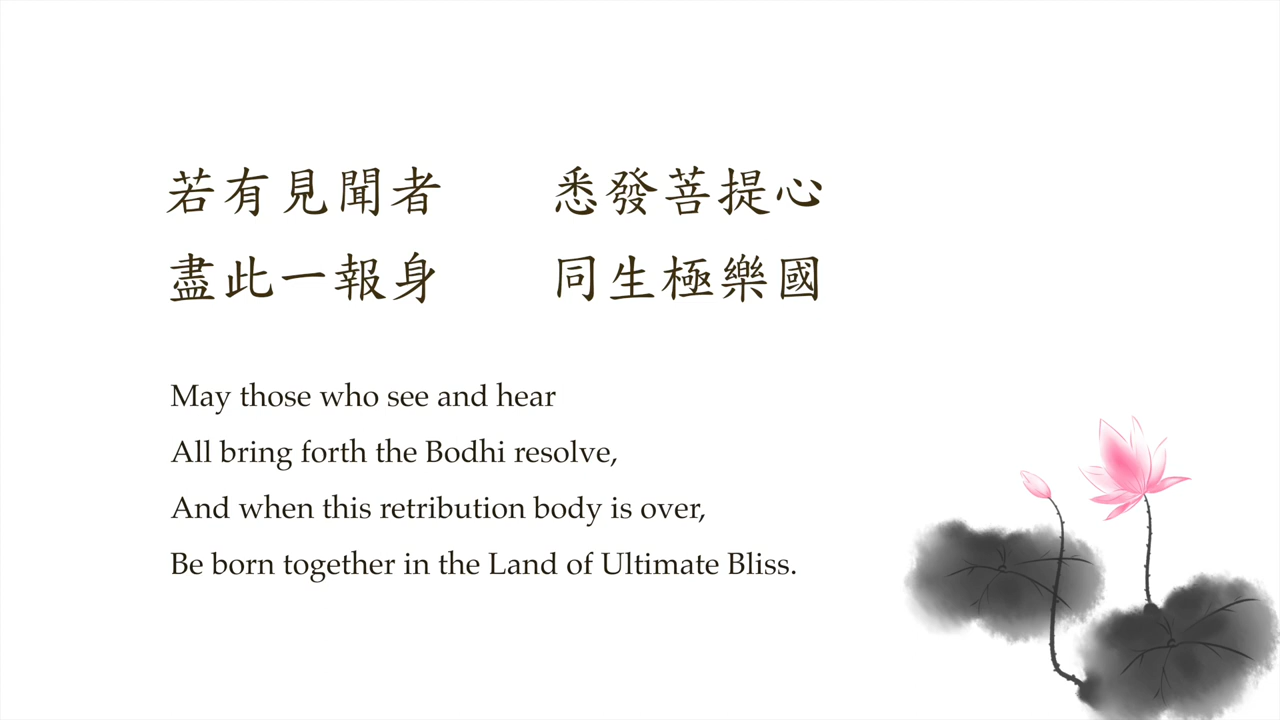 若有見聞者　　悉發菩提心
盡此一報身　　同生極樂國
May those who see and hear
All bring forth the Bodhi resolve,
And when this retribution body is over,
Be born together in the Land of Ultimate Bliss.